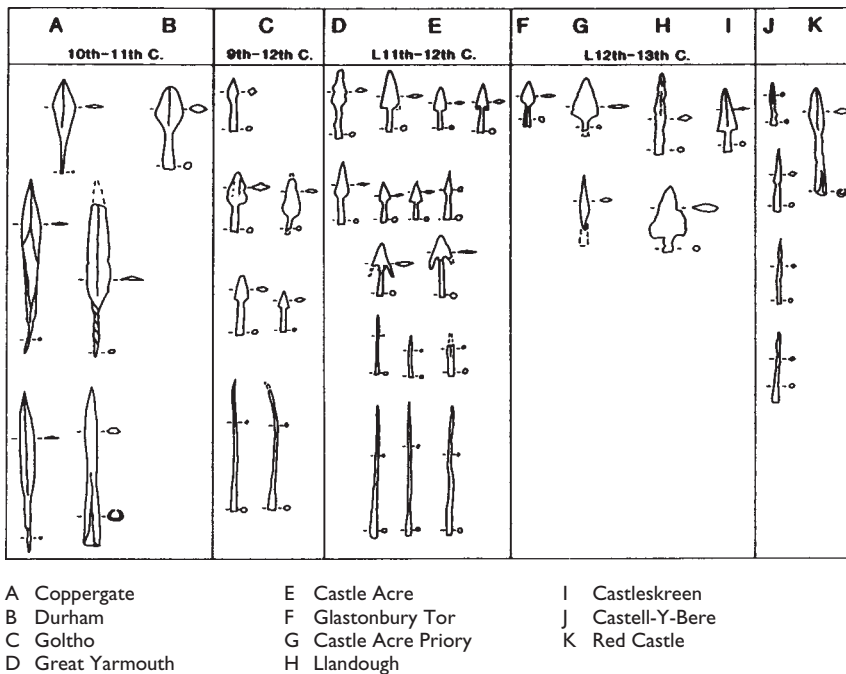 A B C D E F G H I J K
10th–11th C. 9th–12th C. L11th–12th C. L12th–13th C.
A Coppergate
B Durham
C Goltho
D Great Yarmouth
E Castle Acre
F Glastonbury Tor
G Castle Acre Priory
H Llandough
I Castleskreen
J Castell-Y-Bere
K Red Castle